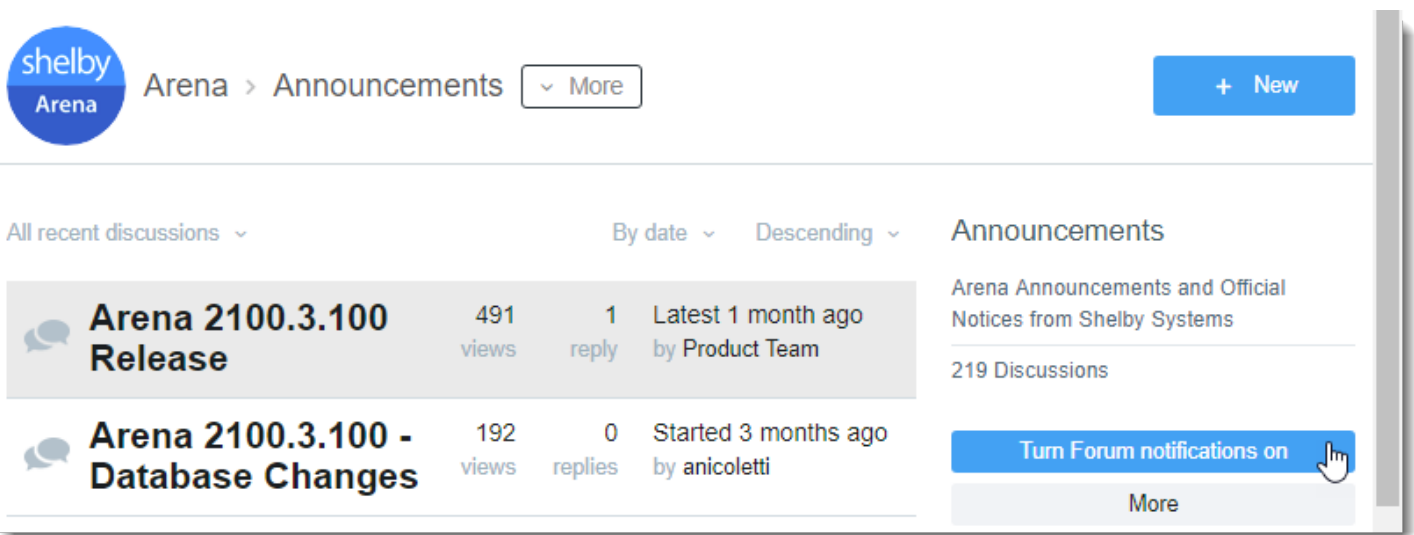 shelby
Arena
Arena > Announcements
More
+ New
All recent discussions
By date
Descending
Arena 2100.3.100
Release
491
views
1
reply
Latest 1 month ago
by Product Team
Arena 2100.3.100 -
Database Changes
192
views
0
replies
Started 3 months ago
by anicoletti
Announcements
Arena Announcements and Official
Notices from Shelby Systems
219 Discussions
Turn Forum notifications on
More